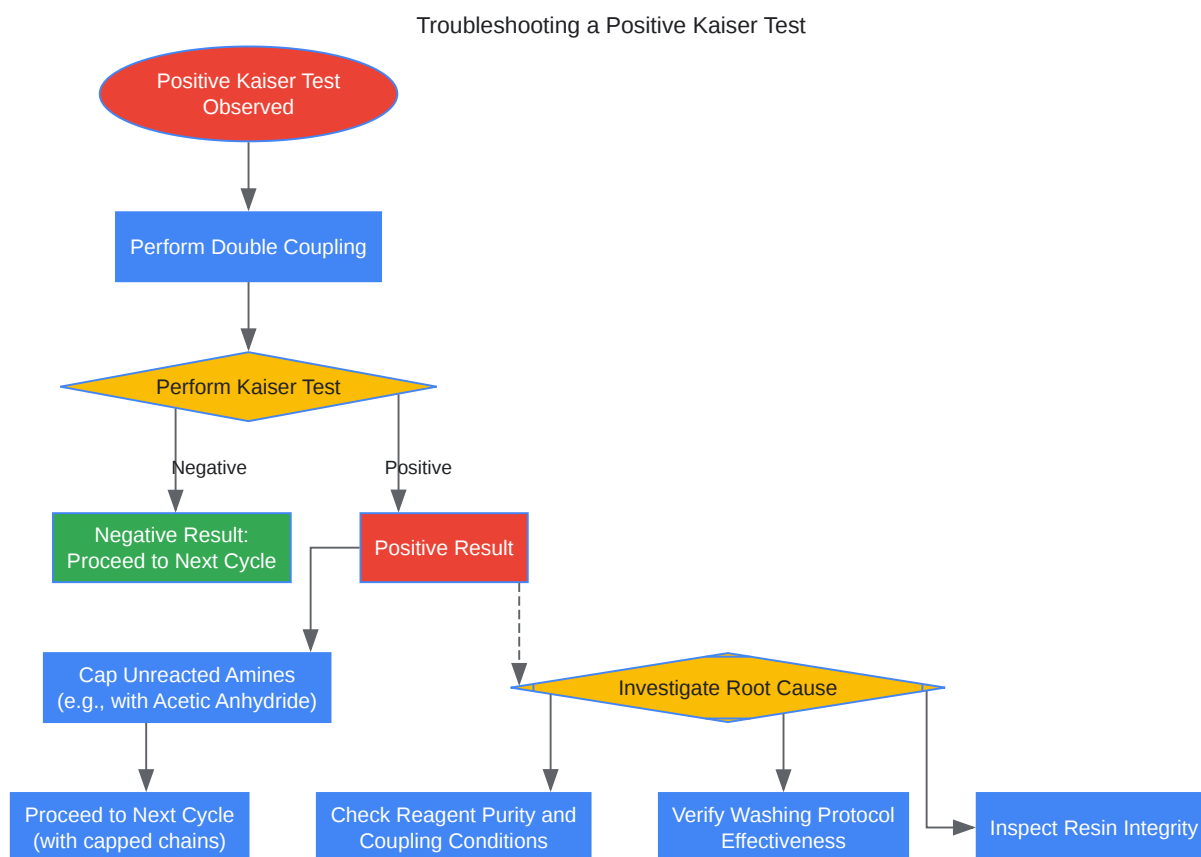 Troubleshooting a Positive Kaiser Test
Positive Kaiser Test
Observed
Perform Double Coupling
Perform Kaiser Test
Negative
Positive
Negative Result:
Proceed to Next Cycle
Positive Result
Cap Unreacted Amines
(e.g., with Acetic Anhydride)
Investigate Root Cause
Proceed to Next Cycle
(with capped chains)
Check Reagent Purity and
Coupling Conditions
Verify Washing Protocol
Effectiveness
Inspect Resin Integrity